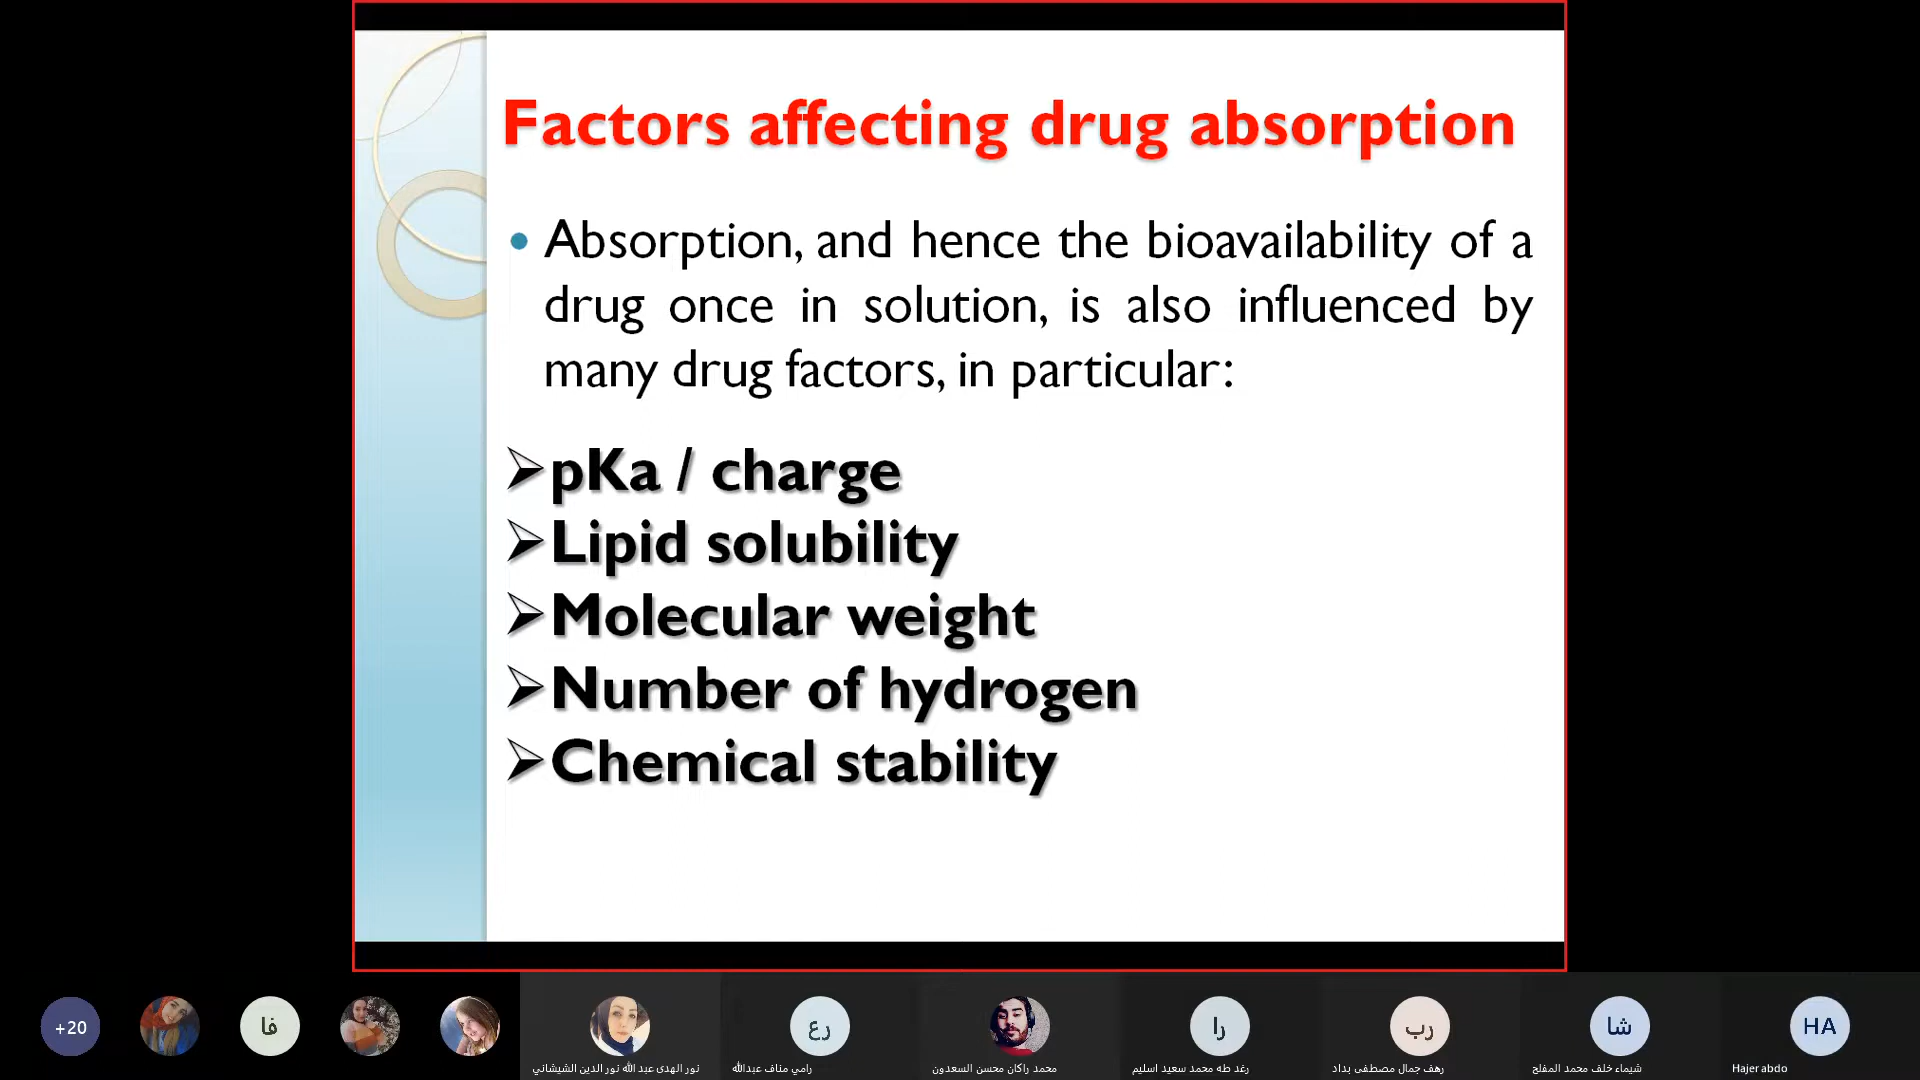 Factors affecting drug absorption
• Absorption, and hence the bioavailability of a
drug once in solution, is also influenced by
many drug factors, in particular:
➢pKa / charge
➢Lipid solubility
➢Molecular weight
➢Number of hydrogen
➢Chemical stability
+20
فا
رع
را
رب
شا
HA
نور الهدى عبد الله نور الدين الشيشاني
رامي مناف عبدالله
محمد راكان محسن السعدون
رغد طه محمد سعيد اسليم
رهف جمال مصطفى بداد
شيماء خلف محمد المفلح
Hajer abdo